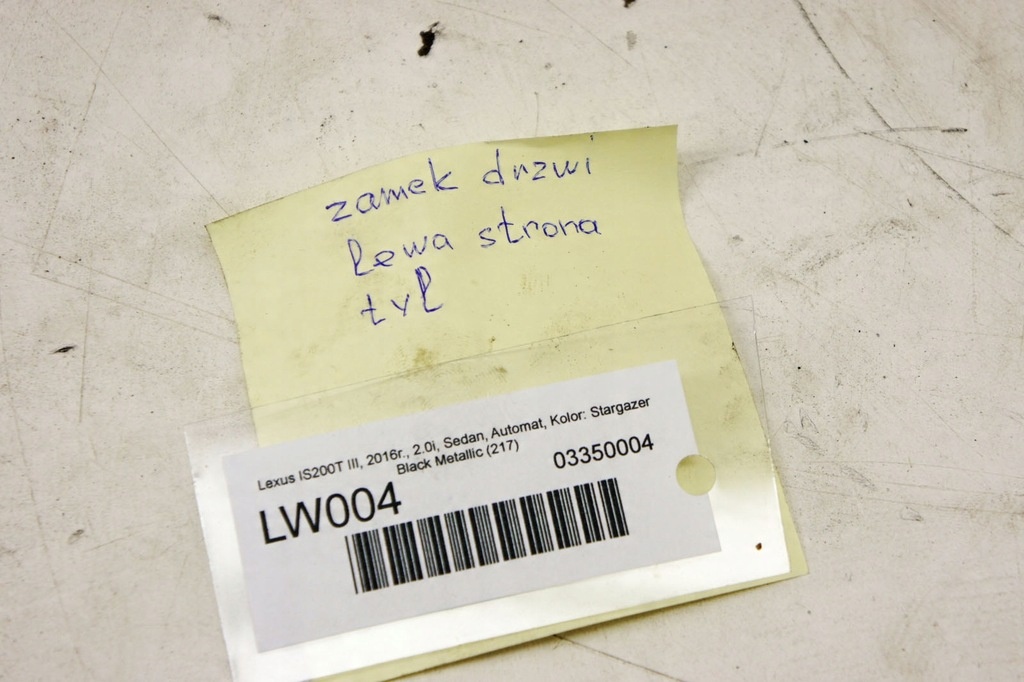 zamek drzwi
lewa strona
tył
Lexus IS200T III, 2016r., 2.0i, Sedan, Automat, Kolor: Stargazer
Black Metallic (217)
03350004
LW004